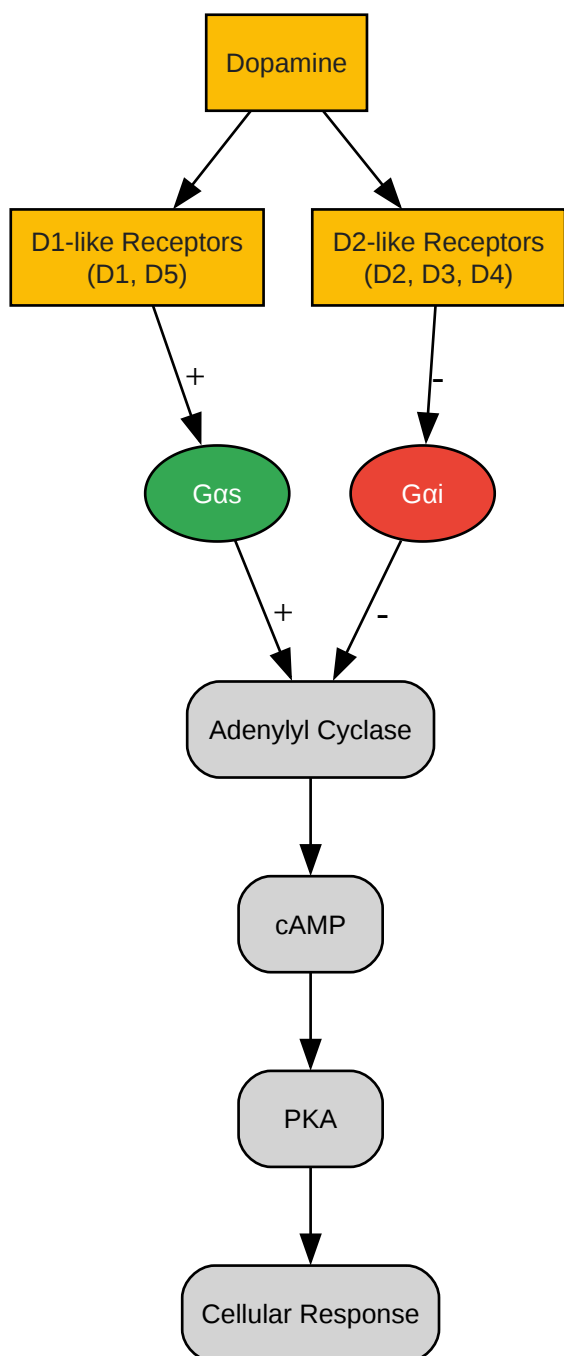 Dopamine
D1-like Receptors
(D1, D5)
D2-like Receptors
(D2, D3, D4)
+
-
Gαs
Gαi
+
-
Adenylyl Cyclase
cAMP
PKA
Cellular Response